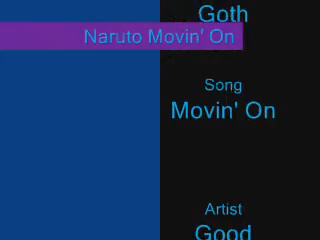 Goth
Naruto Movin' On
Song
Movin' On
Artist
Good